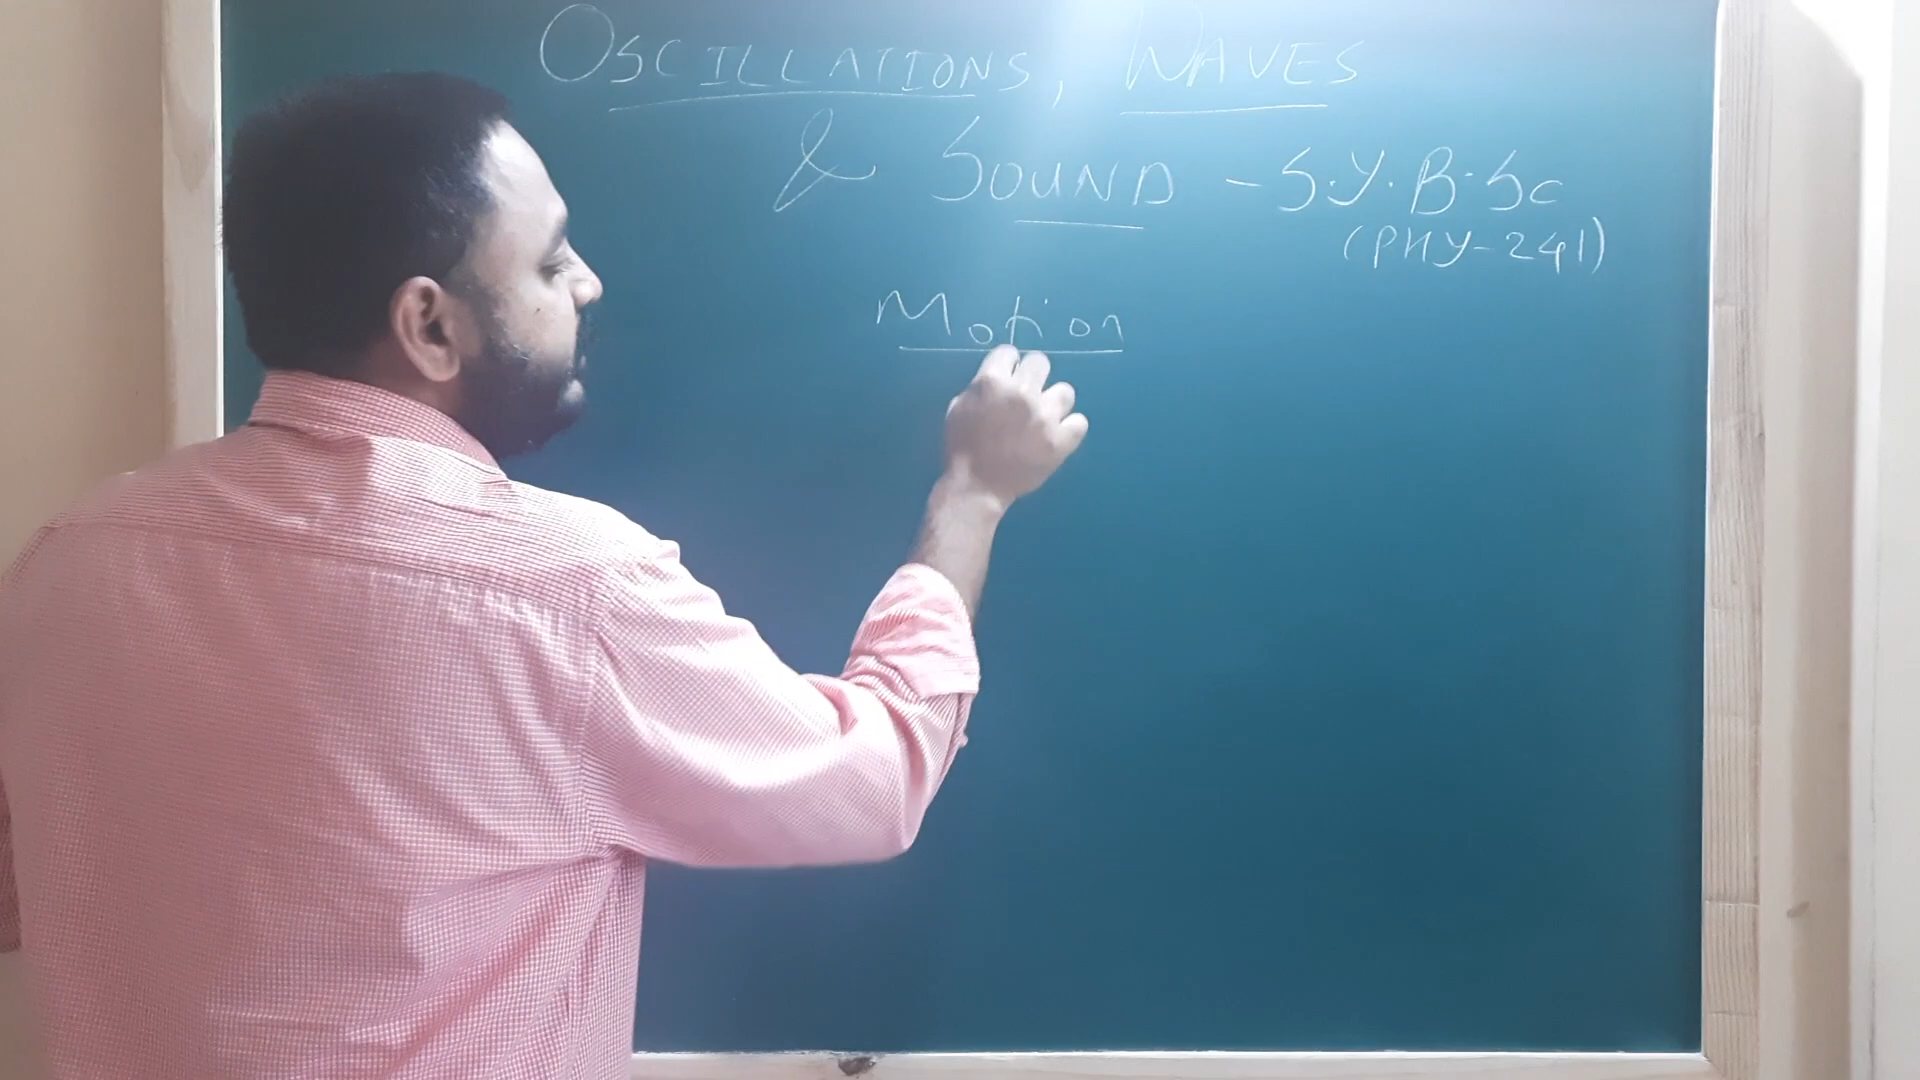 OSCILLATIONS, WAVES
& SOUND - S.Y.B.Sc
(PHY-241)
Motion